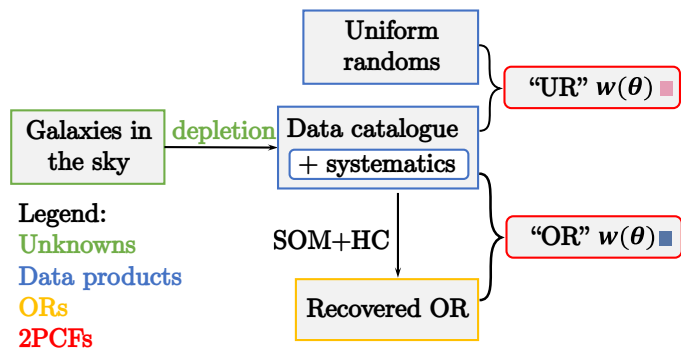 Uniform
randoms
“UR” w(θ)
Galaxies in
the sky
depletion
Data catalogue
+ systematics
SOM+HC
“OR” w(θ)
Recovered OR
Legend:
Unknowns
Data products
ORs
2PCFs